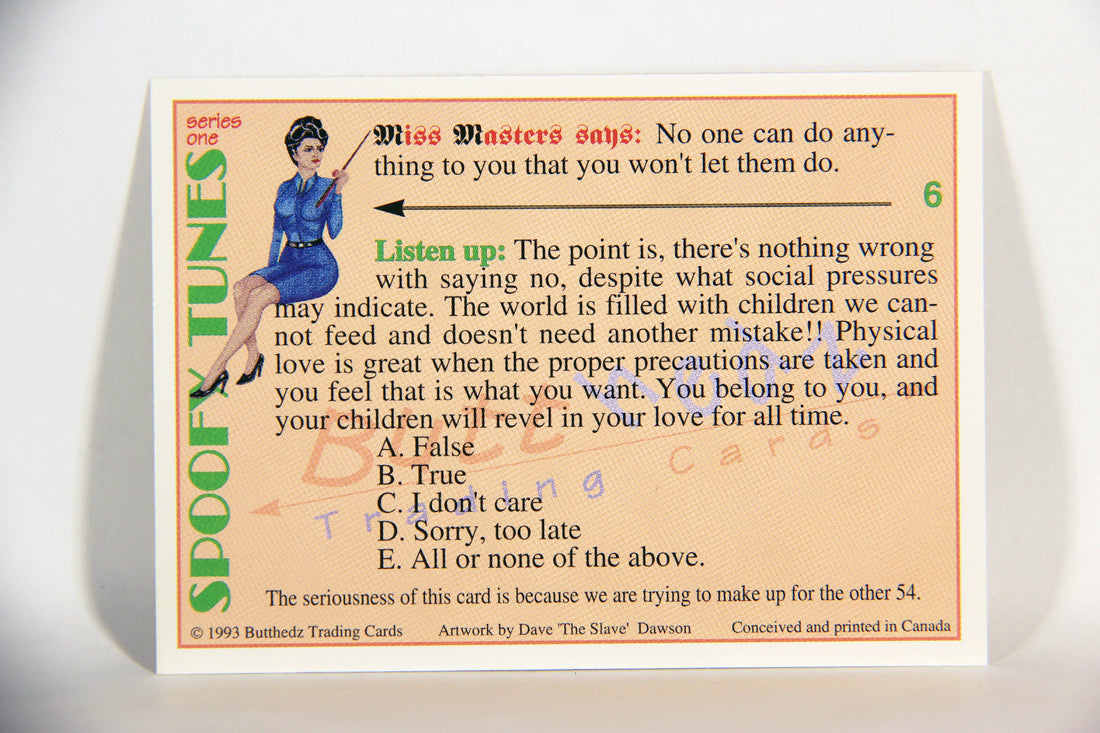 series
one
SPOOFY TUNES
Miss Masters says: No one can do any-
thing to you that you won't let them do.
6
Listen up: The point is, there's nothing wrong
with saying no, despite what social pressures
may indicate. The world is filled with children we can-
not feed and doesn't need another mistake!! Physical
love is great when the proper precautions are taken and
you feel that is what you want. You belong to you, and
your children will revel in your love for all time.
A. False
B. True
C. I don't care
D. Sorry, too late
E. All or none of the above.
Butt hedz
Trading Cards
The seriousness of this card is because we are trying to make up for the other 54.
© 1993 Butthedz Trading Cards Artwork by Dave 'The Slave' Dawson Conceived and printed in Canada